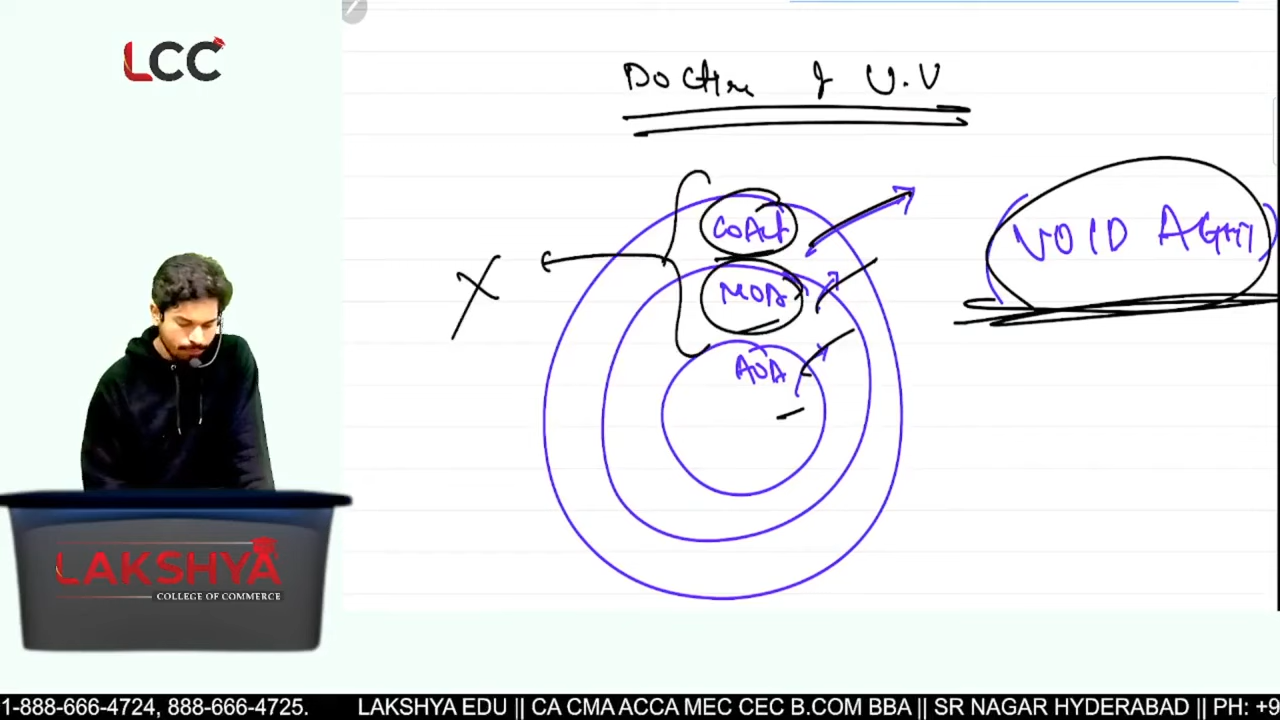 LCC
Doctrine of U.V
CoAct
VOID AGMT
X
MOA
AOA
LAKSHYA
COLLEGE OF COMMERCE
1-888-666-4724, 888-666-4725. LAKSHYA EDU || CA CMA ACCA MEC CEC B.COM BBA || SR NAGAR HYDERABAD || PH: +9